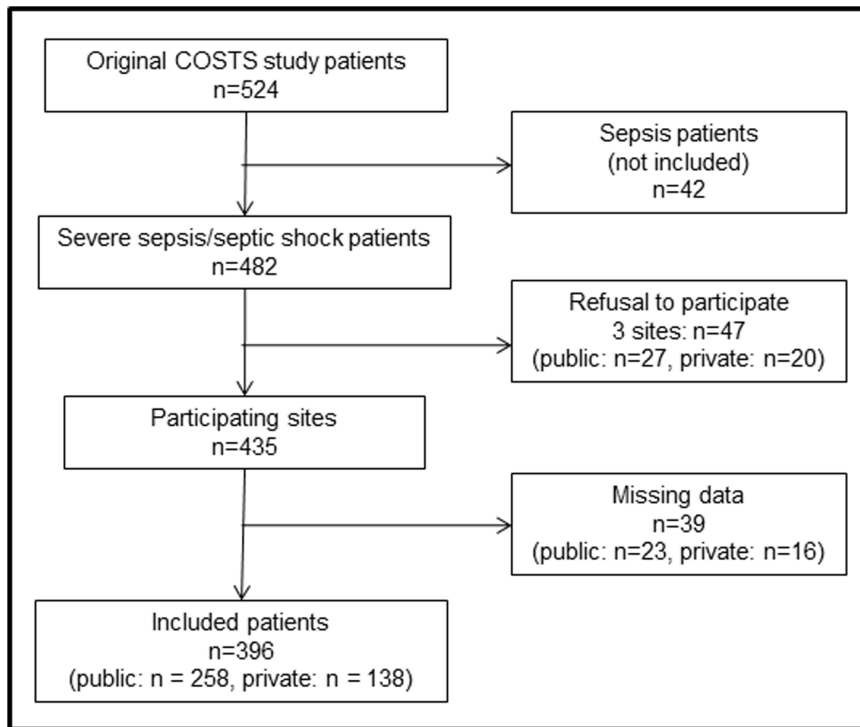 Original COSTS study patients
n=524
Sepsis patients
(not included)
n=42
Severe sepsis/septic shock patients
n=482
Refusal to participate
3 sites: n=47
(public: n=27, private: n=20)
Participating sites
n=435
Missing data
n=39
(public: n=23, private: n=16)
Included patients
n=396
(public: n = 258, private: n = 138)